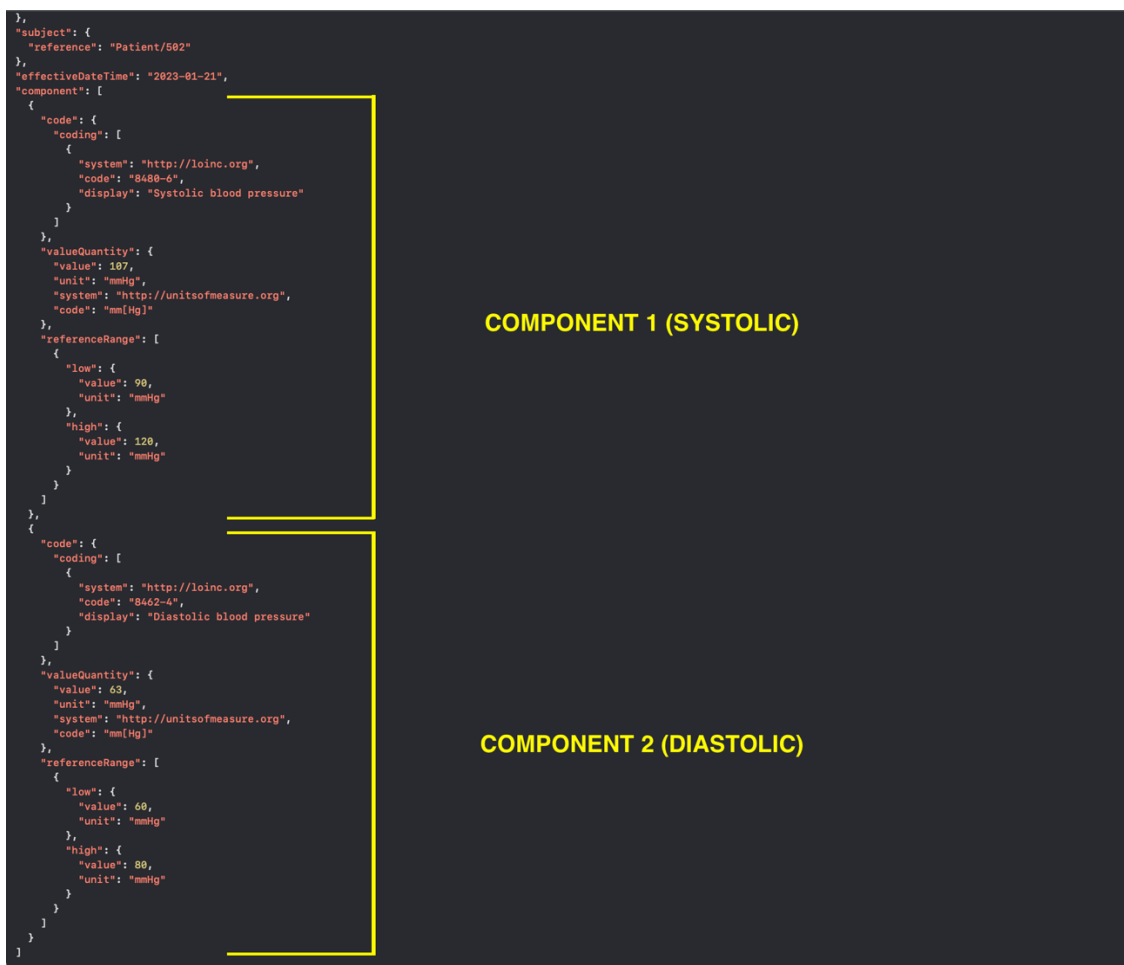 },
"subject": {
"reference": "Patient/502"
},
"effectiveDateTime": "2023-01-21",
"component": [
{
"code": {
"coding": [
{
"system": "http://loinc.org",
"code": "8480-6",
"display": "Systolic blood pressure"
}
]
},
"valueQuantity": {
"value": 107,
"unit": "mmHg",
"system": "http://unitsofmeasure.org",
"code": "mm[Hg]"
},
"referenceRange": [
{
"low": {
"value": 90,
"unit": "mmHg"
},
"high": {
"value": 120,
"unit": "mmHg"
}
}
]
},
COMPONENT 1 (SYSTOLIC)
{
"code": {
"coding": [
{
"system": "http://loinc.org",
"code": "8462-4",
"display": "Diastolic blood pressure"
}
]
},
"valueQuantity": {
"value": 63,
"unit": "mmHg",
"system": "http://unitsofmeasure.org",
"code": "mm[Hg]"
},
"referenceRange": [
{
"low": {
"value": 60,
"unit": "mmHg"
},
"high": {
"value": 80,
"unit": "mmHg"
}
}
]
}
]
COMPONENT 2 (DIASTOLIC)